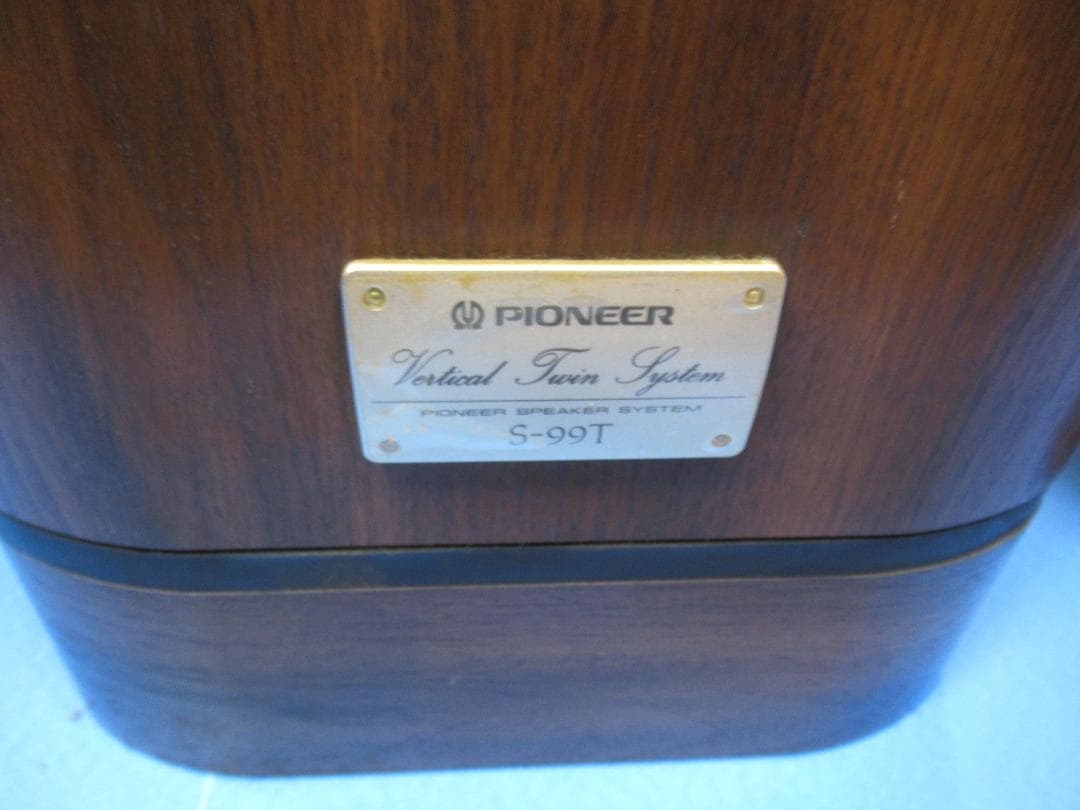 PIONEER
Vertical Twin System
PIONEER SPEAKER SYSTEM
S-99T